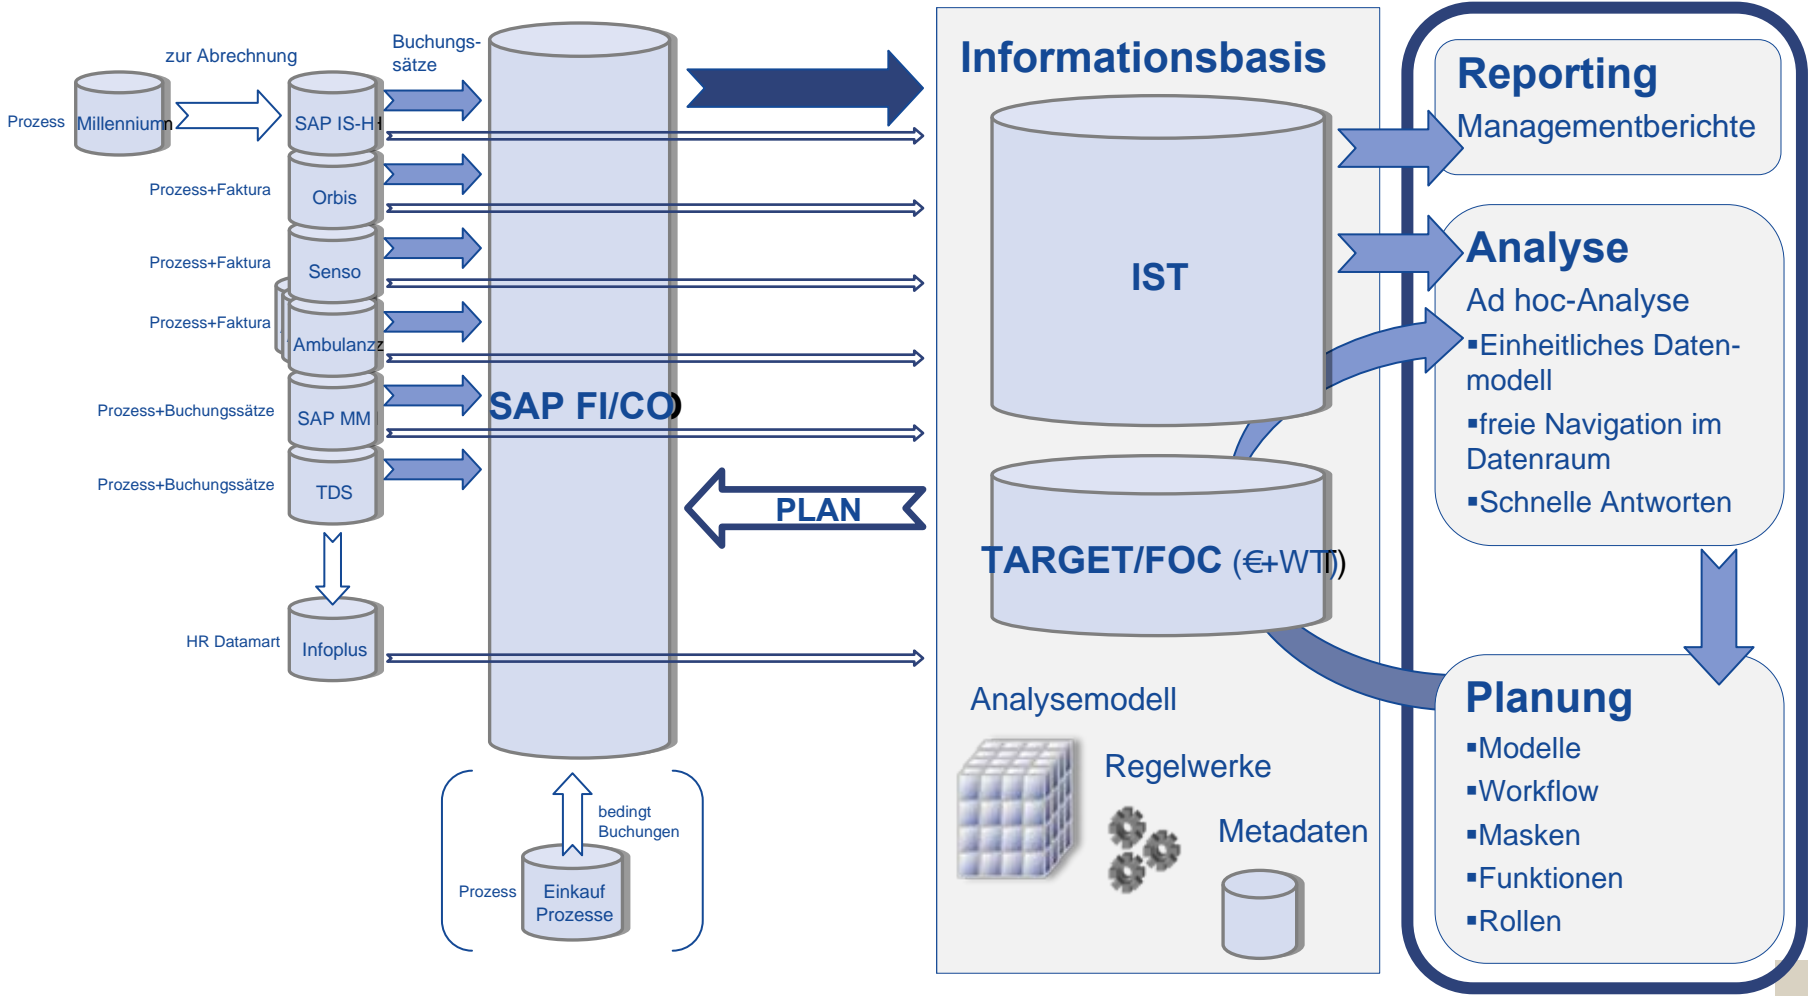 zur Abrechnung
Buchungs-
sätze
Prozess
Millennium
SAP IS-H
Prozess+Faktura
Orbis
Prozess+Faktura
Senso
Prozess+Faktura
Ambulanz
Prozess+Buchungssätze
SAP MM
Prozess+Buchungssätze
TDS
HR Datamart
Infoplus
SAP FI/CO
bedingt
Buchungen
Prozess
Einkauf
Prozesse
PLAN
Informationsbasis
IST
TARGET/FOC (€+WT)
Analysemodell
Regelwerke
Metadaten
Reporting
Managementberichte
Analyse
Ad hoc-Analyse
▪Einheitliches Daten-
modell
▪freie Navigation im
Datenraum
▪Schnelle Antworten
Planung
▪Modelle
▪Workflow
▪Masken
▪Funktionen
▪Rollen